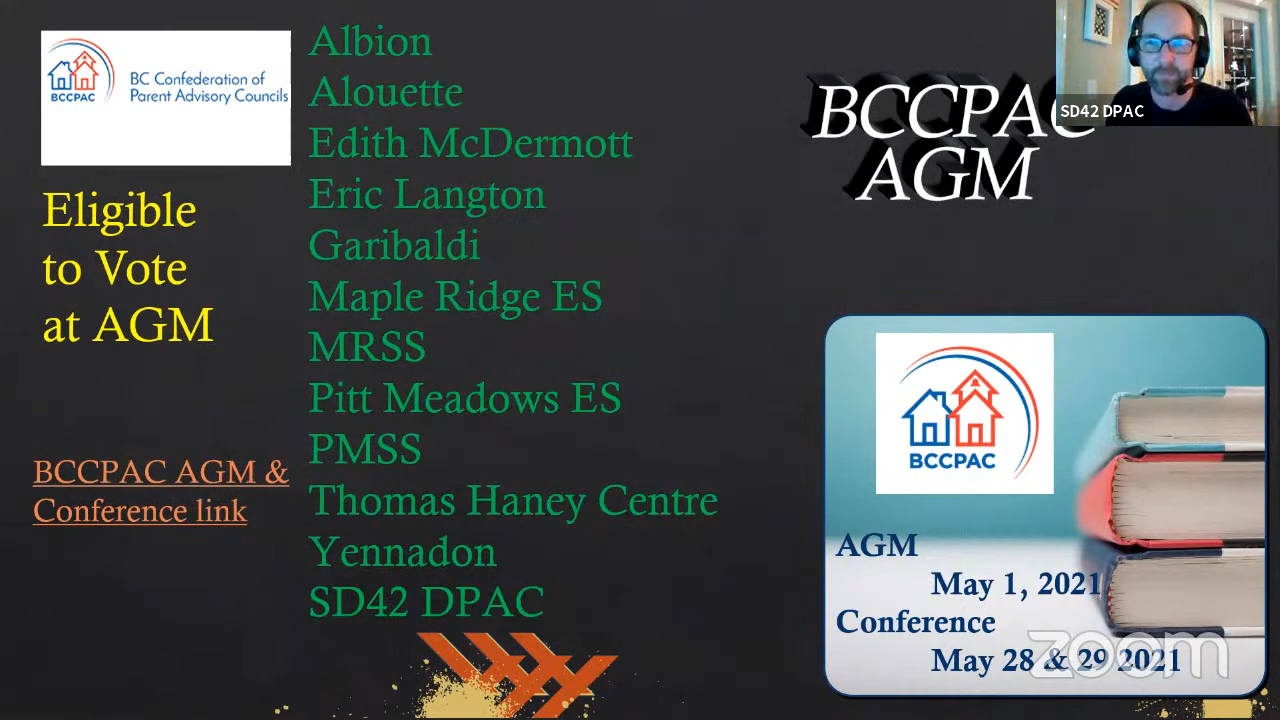 BCCPAC
BC Confederation of
Parent Advisory Councils
Eligible
to Vote
at AGM
BCCPAC AGM &
Conference link
Albion
Alouette
Edith McDermott
Eric Langton
Garibaldi
Maple Ridge ES
MRSS
Pitt Meadows ES
PMSS
Thomas Haney Centre
Yennadon
SD42 DPAC
BCCPAC
AGM
SD42 DPAC
BCCPAC
AGM
May 1, 2021
Conference
May 28 & 29 2021
zoom